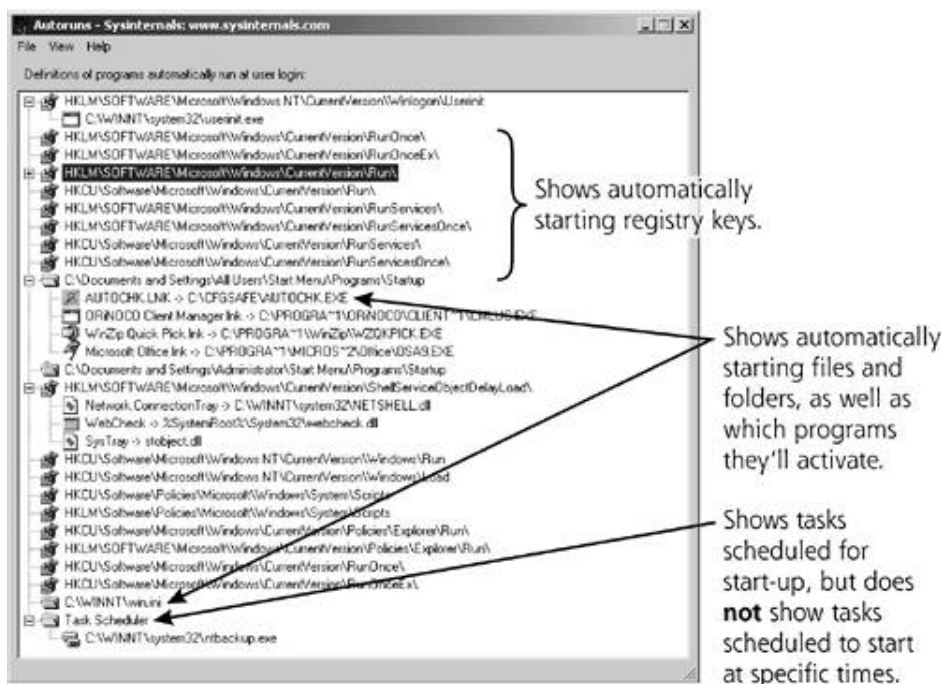 Autoruns - Sysinternals: www.sysinternals.com
File View Help
Definitions of programs automatically run at user login:
HKLM\SOFTWARE\Microsoft\Windows NT\CurrentVersion\Winlogon\Userinit
C:\WINNT\system32\userinit.exe
HKLM\SOFTWARE\Microsoft\Windows\CurrentVersion\RunOnce\
HKLM\SOFTWARE\Microsoft\Windows\CurrentVersion\RunOnceEx\
HKLM\SOFTWARE\Microsoft\Windows\CurrentVersion\Run\
HKCU\Software\Microsoft\Windows\CurrentVersion\Run\
HKLM\SOFTWARE\Microsoft\Windows\CurrentVersion\RunServices\
HKLM\SOFTWARE\Microsoft\Windows\CurrentVersion\RunServicesOnce\
HKCU\Software\Microsoft\Windows\CurrentVersion\RunServices\
HKCU\Software\Microsoft\Windows\CurrentVersion\RunServicesOnce\
Shows automatically
starting registry keys.
C:\Documents and Settings\All Users\Start Menu\Programs\Startup
AUTOCHK.LNK -> C:\CFGSAFE\AUTOCHK.EXE
ORiNOCO Client Manager.lnk -> C:\PROGRA~1\ORiNOCO\CLIENT~1\
WinZip Quick Pick.lnk -> C:\PROGRA~1\WinZip\WZQKPICK.EXE
Microsoft Office.lnk -> C:\PROGRA~1\MICROS~2\Office\OSA9.EXE
C:\Documents and Settings\Administrator\Start Menu\Programs\Startup
HKLM\SOFTWARE\Microsoft\Windows\CurrentVersion\ShellServiceObjectDelayLoad\
Network.ConnectionTray -> C:\WINNT\system32\NETSHELL.dll
WebCheck -> %SystemRoot%\System32\webcheck.dll
SysTray -> stobject.dll
HKCU\Software\Microsoft\Windows NT\CurrentVersion\Windows\Run
HKCU\Software\Microsoft\Windows NT\CurrentVersion\Windows\Load
HKCU\Software\Policies\Microsoft\Windows\System\Scripts
HKLM\Software\Policies\Microsoft\Windows\System\Scripts
HKCU\Software\Microsoft\Windows\CurrentVersion\Policies\Explorer\Run\
HKLM\SOFTWARE\Microsoft\Windows\CurrentVersion\Policies\Explorer\Run\
HKCU\Software\Microsoft\Windows\CurrentVersion\RunOnce\
HKCU\Software\Microsoft\Windows\CurrentVersion\RunOnceEx\
C:\WINNT\win.ini
Task Scheduler
C:\WINNT\system32\ntbackup.exe
Shows automatically
starting files and
folders, as well as
which programs
they'll activate.
Shows tasks
scheduled for
start-up, but does
not show tasks
scheduled to start
at specific times.